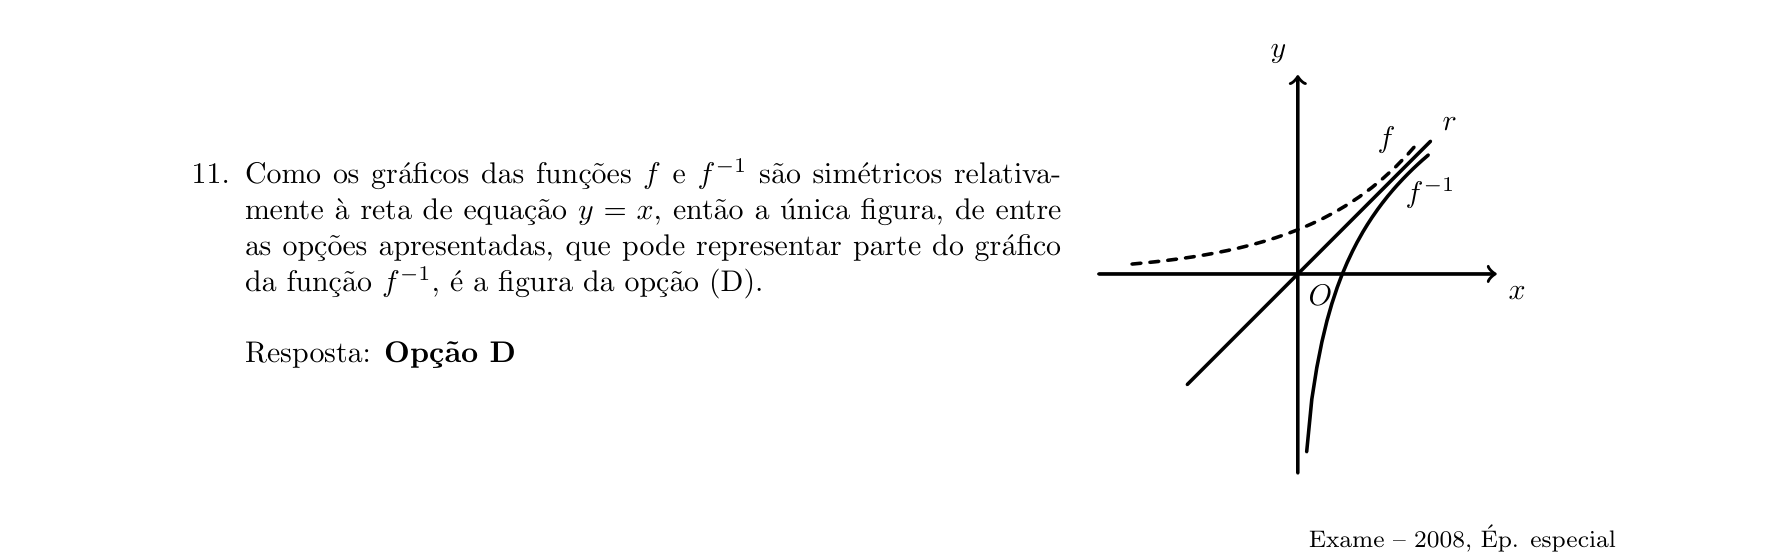 11. Como os gráficos das funções f e f⁻¹ são simétricos relativa-
mente à reta de equação y = x, então a única figura, de entre
as opções apresentadas, que pode representar parte do gráfico
da função f⁻¹, é a figura da opção (D).
Resposta: Opção D
y
f
r
f⁻¹
O
x
Exame – 2008, Ép. especial